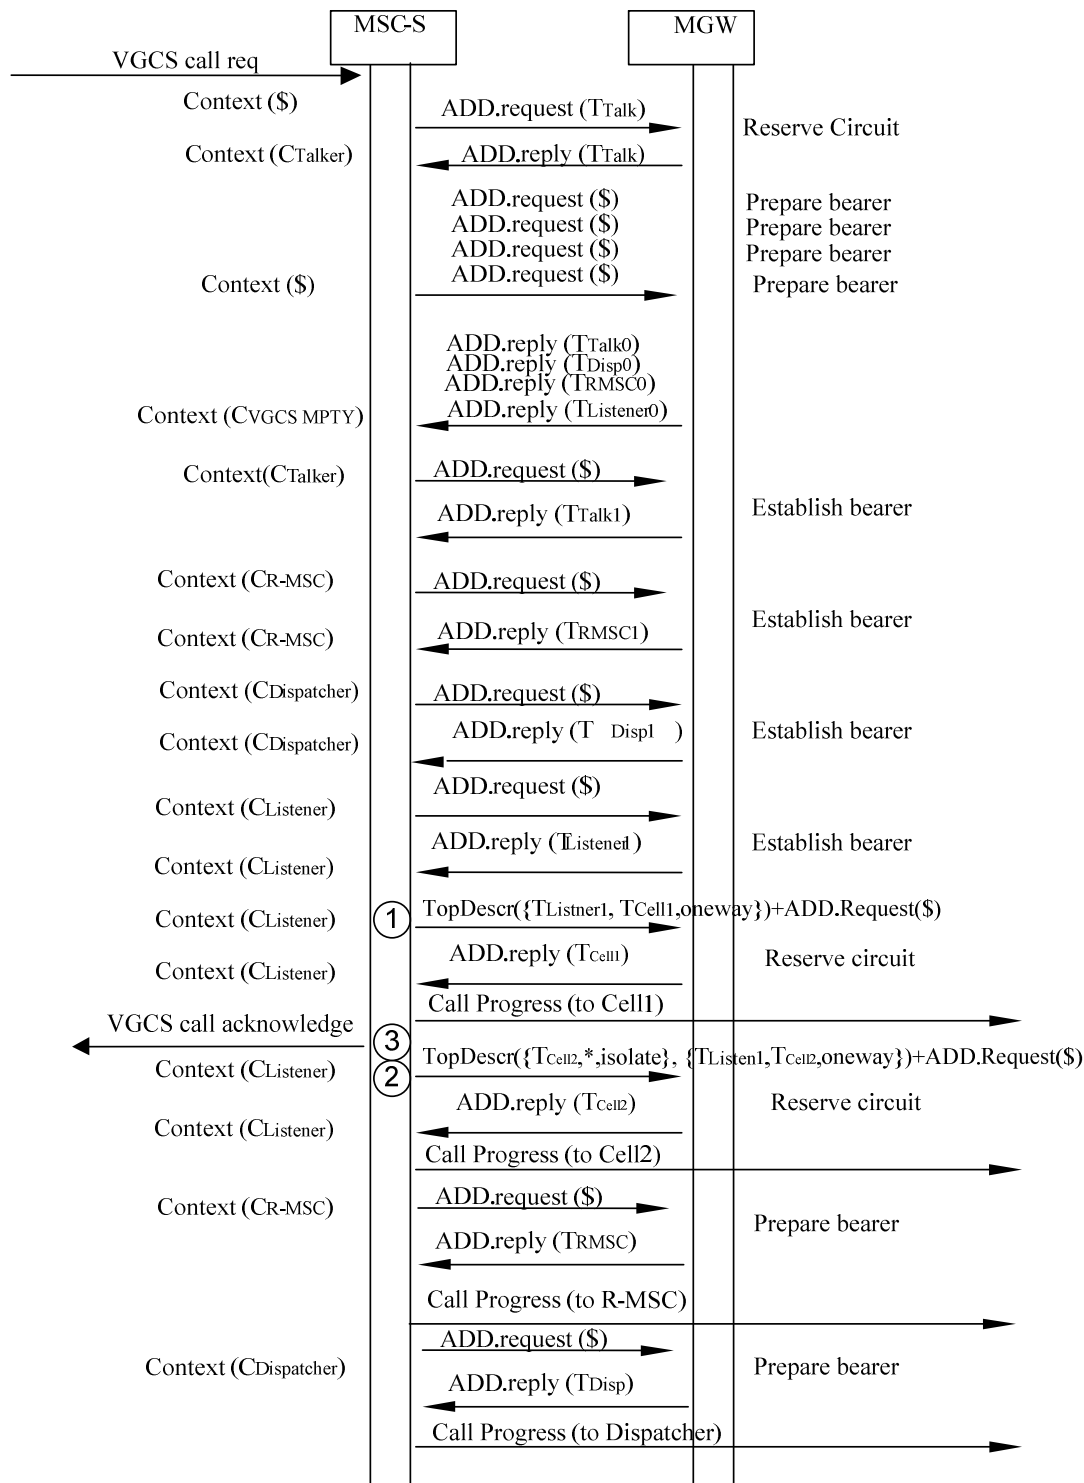 MSC-S MGW
VGCS call req
Context ($) ADD.request (TTalk)
Reserve Circuit
Context (CTalker) ADD.reply (TTalk)
ADD.request ($) Prepare bearer
ADD.request ($) Prepare bearer
ADD.request ($) Prepare bearer
ADD.request ($)
Context ($) Prepare bearer
ADD.reply (TTalk0)
ADD.reply (TDisp0)
ADD.reply (TRMSC0)
Context (CVGCS MPTY) ADD.reply (TListener0)
Context(CTalker) ADD.request ($)
ADD.reply (TTalk1) Establish bearer
Context (CR-MSC) ADD.request ($)
Establish bearer
Context (CR-MSC) ADD.reply (TRMSC1)
Context (CDispatcher) ADD.request ($)
Context (CDispatcher) ADD.reply (T Disp1 ) Establish bearer
ADD.request ($)
Context (CListener)
ADD.reply (TListener1) Establish bearer
Context (CListener)
Context (CListener) 1 TopDescr({TListner1, TCell1,oneway})+ADD.Request($)
Context (CListener) ADD.reply (TCell1) Reserve circuit
Call Progress (to Cell1)
VGCS call acknowledge
3
Context (CListener) 2 TopDescr({TCell2,*,isolate}, {TListen1,TCell2,oneway})+ADD.Request($)
ADD.reply (TCell2) Reserve circuit
Context (CListener)
Call Progress (to Cell2)
Context (CR-MSC) ADD.request ($)
Prepare bearer
ADD.reply (TRMSC)
Call Progress (to R-MSC)
ADD.request ($)
Context (CDispatcher) Prepare bearer
ADD.reply (TDisp)
Call Progress (to Dispatcher)